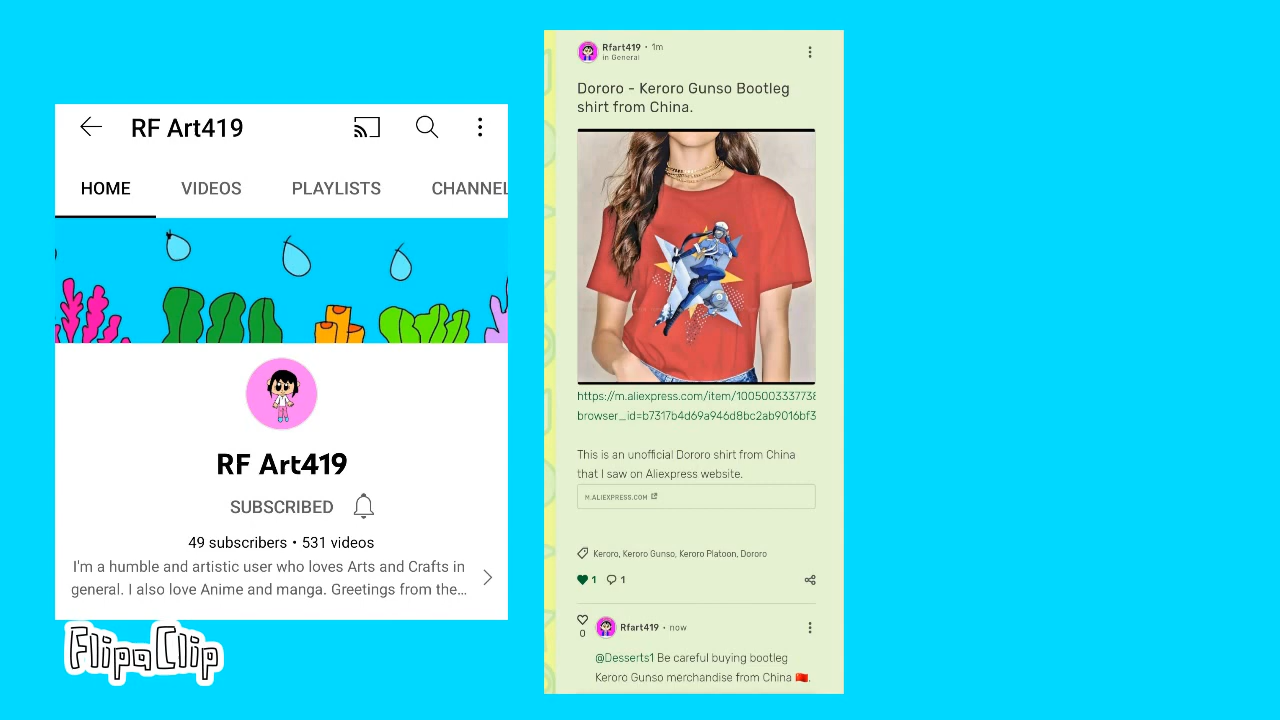 RF Art419
HOME VIDEOS PLAYLISTS CHANNEL
RF Art419
SUBSCRIBED
49 subscribers • 531 videos
I'm a humble and artistic user who loves Arts and Crafts in
general. I also love Anime and manga. Greetings from the...
FlipaClip
Rfart419 • 1m
in General
Dororo - Keroro Gunso Bootleg
shirt from China.
https://m.aliexpress.com/item/1005003337738
browser_id=b7317b4d69a946d8bc2ab9016bf3
This is an unofficial Dororo shirt from China
that I saw on Aliexpress website.
M.ALIEXPRESS.COM
Keroro, Keroro Gunso, Keroro Platoon, Dororo
1 1
Rfart419 • now
0
@Desserts1 Be careful buying bootleg
Keroro Gunso merchandise from China 🇨🇳.